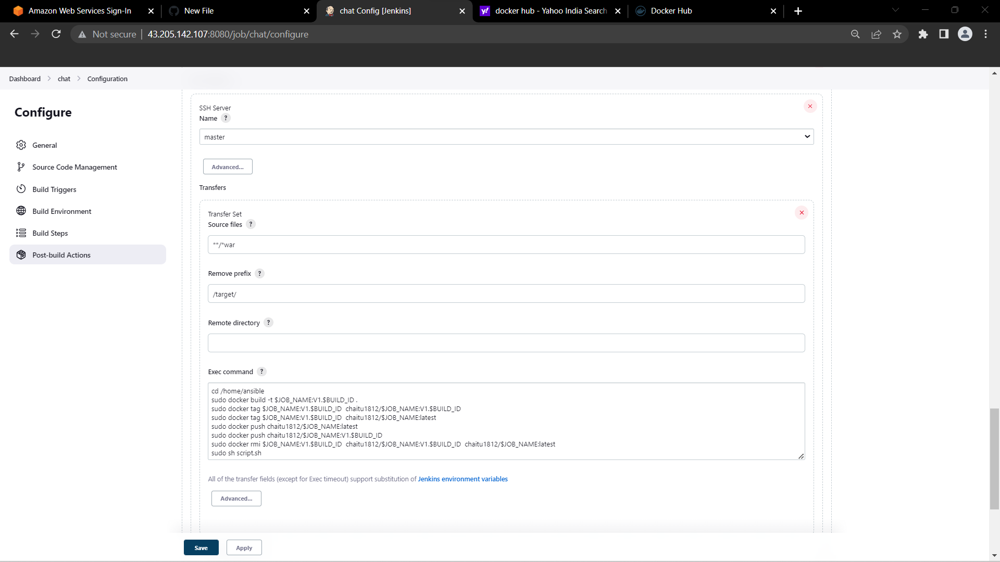 Amazon Web Services Sign-In
New File
chat Config [Jenkins]
docker hub - Yahoo India Search
Docker Hub
Not secure
43.205.142.107:8080/job/chat/configure
Dashboard
chat
Configuration
Configure
General
Source Code Management
Build Triggers
Build Environment
Build Steps
Post-build Actions
SSH Server
Name ?
master
Advanced...
Transfers
Transfer Set
Source files ?
**/*war
Remove prefix ?
/target/
Remote directory ?
Exec command ?
cd /home/ansible
sudo docker build -t $JOB_NAME:V1.$BUILD_ID .
sudo docker tag $JOB_NAME:V1.$BUILD_ID  chaitu1812/$JOB_NAME:V1.$BUILD_ID
sudo docker tag $JOB_NAME:V1.$BUILD_ID  chaitu1812/$JOB_NAME:latest
sudo docker push chaitu1812/$JOB_NAME:latest
sudo docker push chaitu1812/$JOB_NAME:V1.$BUILD_ID
sudo docker rmi $JOB_NAME:V1.$BUILD_ID  chaitu1812/$JOB_NAME:V1.$BUILD_ID  chaitu1812/$JOB_NAME:latest
sudo sh script.sh
All of the transfer fields (except for Exec timeout) support substitution of Jenkins environment variables
Advanced...
Save
Apply